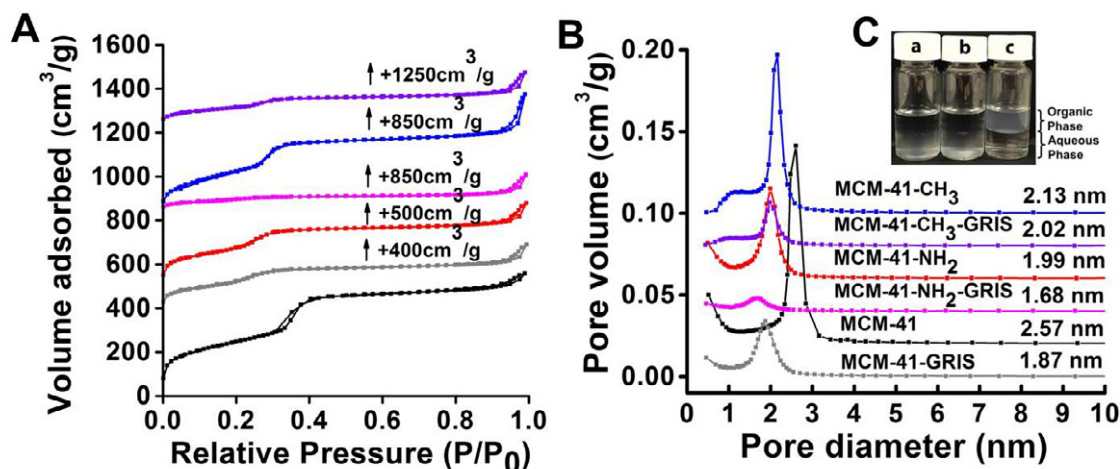 A
Volume adsorbed (cm³/g)
1600
1400
1200
1000
800
600
400
200
0
+1250cm³/g
+850cm³/g
+850cm³/g
+500cm³/g
+400cm³/g
0.0 0.2 0.4 0.6 0.8 1.0
Relative Pressure (P/P₀)
B
Pore volume (cm³/g)
0.20
0.15
0.10
0.05
0.00
C
a b c
Organic
Phase
Aqueous
Phase
MCM-41-CH₃ 2.13 nm
MCM-41-CH₃-GRIS 2.02 nm
MCM-41-NH₂ 1.99 nm
MCM-41-NH₂-GRIS 1.68 nm
MCM-41 2.57 nm
MCM-41-GRIS 1.87 nm
0 1 2 3 4 5 6 7 8 9 10
Pore diameter (nm)